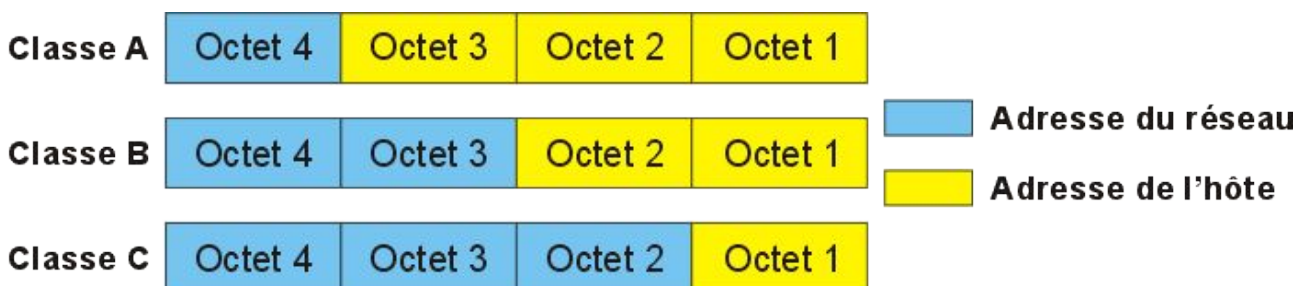 Classe A Octet 4 Octet 3 Octet 2 Octet 1
Adresse du réseau
Classe B Octet 4 Octet 3 Octet 2 Octet 1
Adresse de l'hôte
Classe C Octet 4 Octet 3 Octet 2 Octet 1